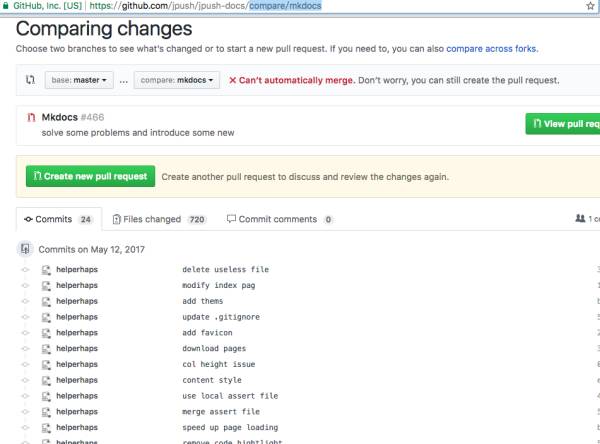 GitHub, Inc. [US] https://github.com/jpush/jpush-docs/compare/mkdocs
Comparing changes
Choose two branches to see what's changed or to start a new pull request. If you need to, you can also compare across forks.
base: master ... compare: mkdocs Can't automatically merge. Don't worry, you can still create the pull request.
Mkdocs #466
View pull req
solve some problems and introduce some new
Create new pull request Create another pull request to discuss and review the changes again.
Commits 24 Files changed 720 Commit comments 0 1 c
Commits on May 12, 2017
helperhaps delete useless file
helperhaps modify index pag
helperhaps add thems
helperhaps update .gitignore
helperhaps add favicon
helperhaps download pages
helperhaps col height issue
helperhaps content style
helperhaps use local assert file
helperhaps merge assert file
helperhaps speed up page loading
helperhaps remove code hightlight